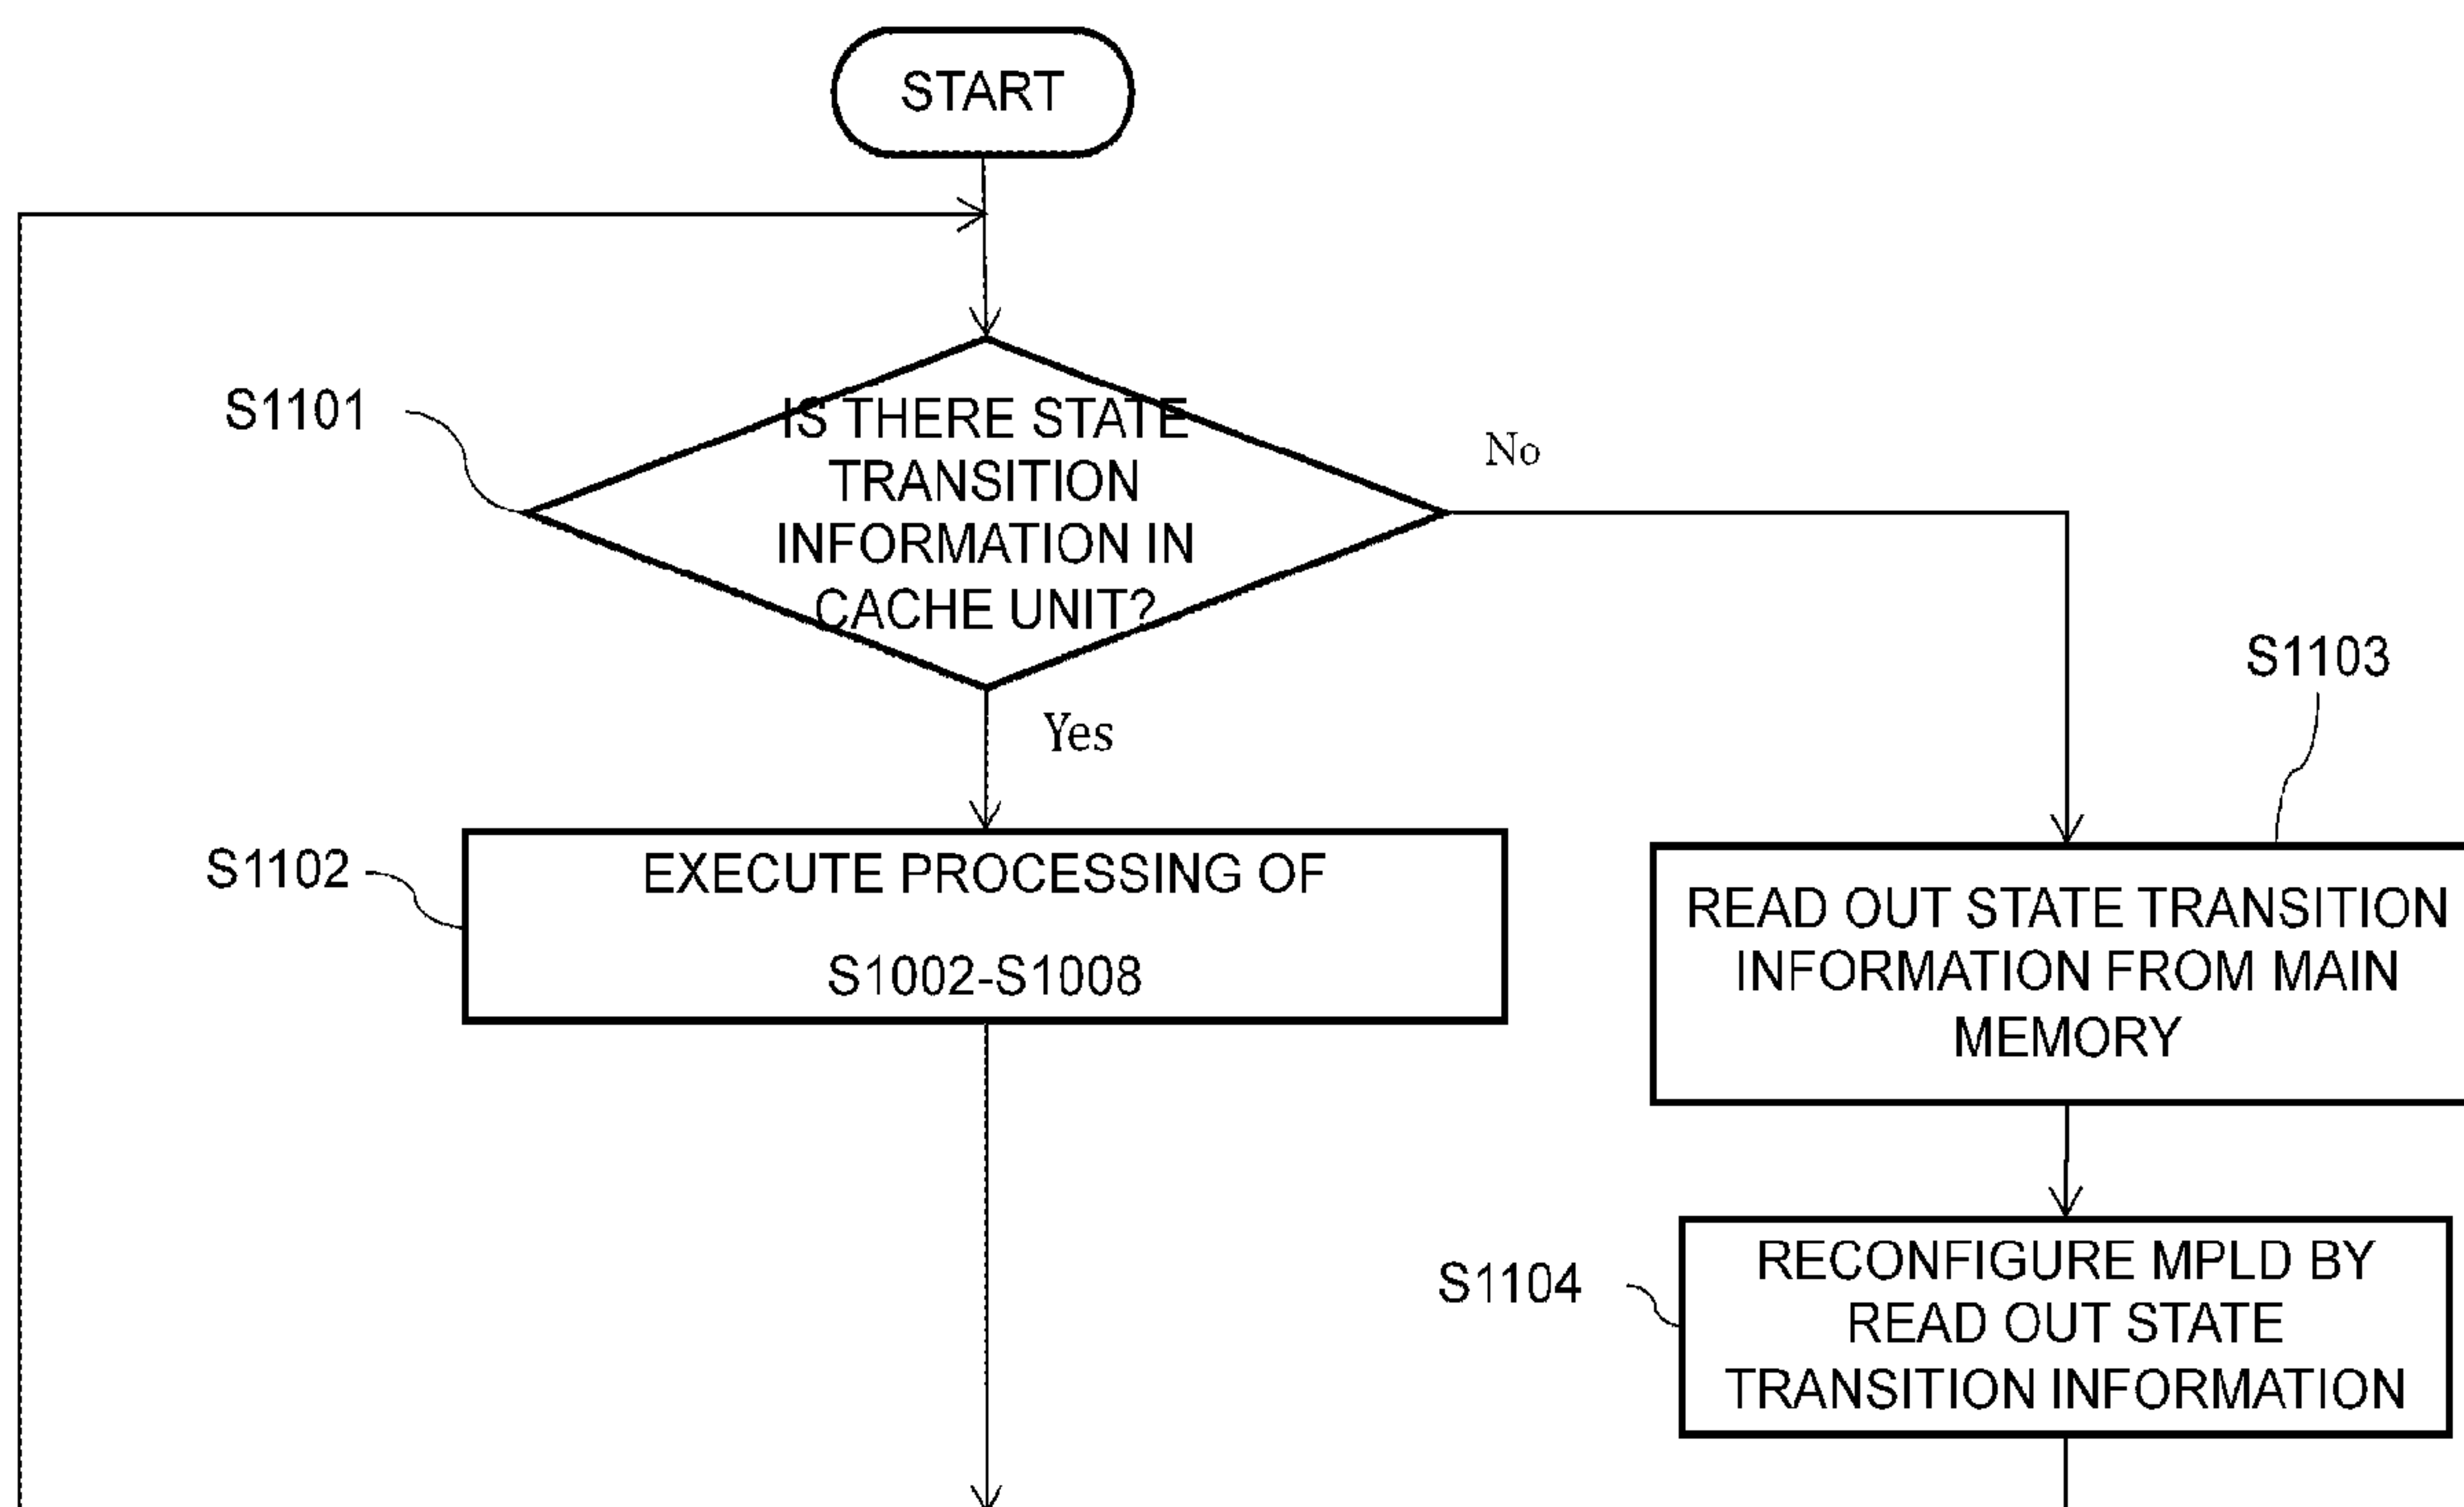 START
S1101
IS THERE STATE
TRANSITION
INFORMATION IN
CACHE UNIT?
No
Yes
S1102
EXECUTE PROCESSING OF
S1002-S1008
S1103
READ OUT STATE TRANSITION
INFORMATION FROM MAIN
MEMORY
S1104
RECONFIGURE MPLD BY
READ OUT STATE
TRANSITION INFORMATION